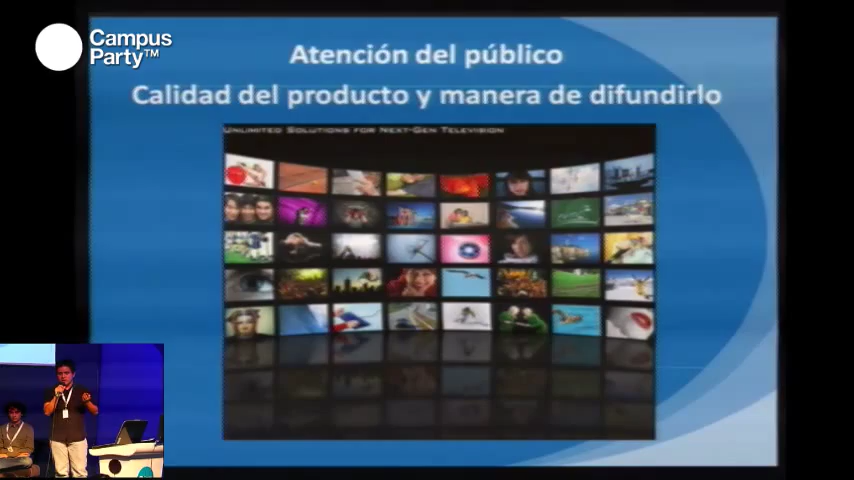 Campus
Party™
Atención del público
Calidad del producto y manera de difundirlo
Unlimited Solutions for Next-Gen Television